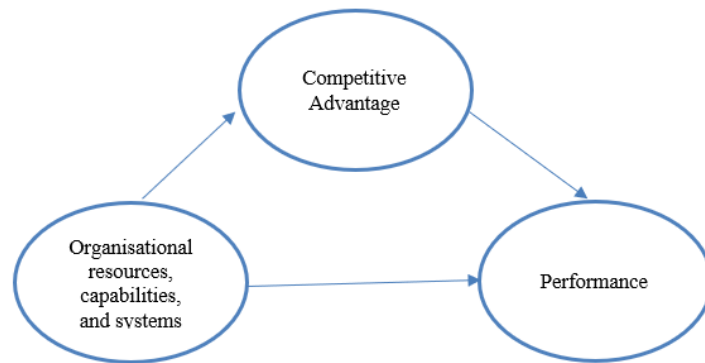 Competitive
Advantage
Organisational
resources,
capabilities,
and systems
Performance